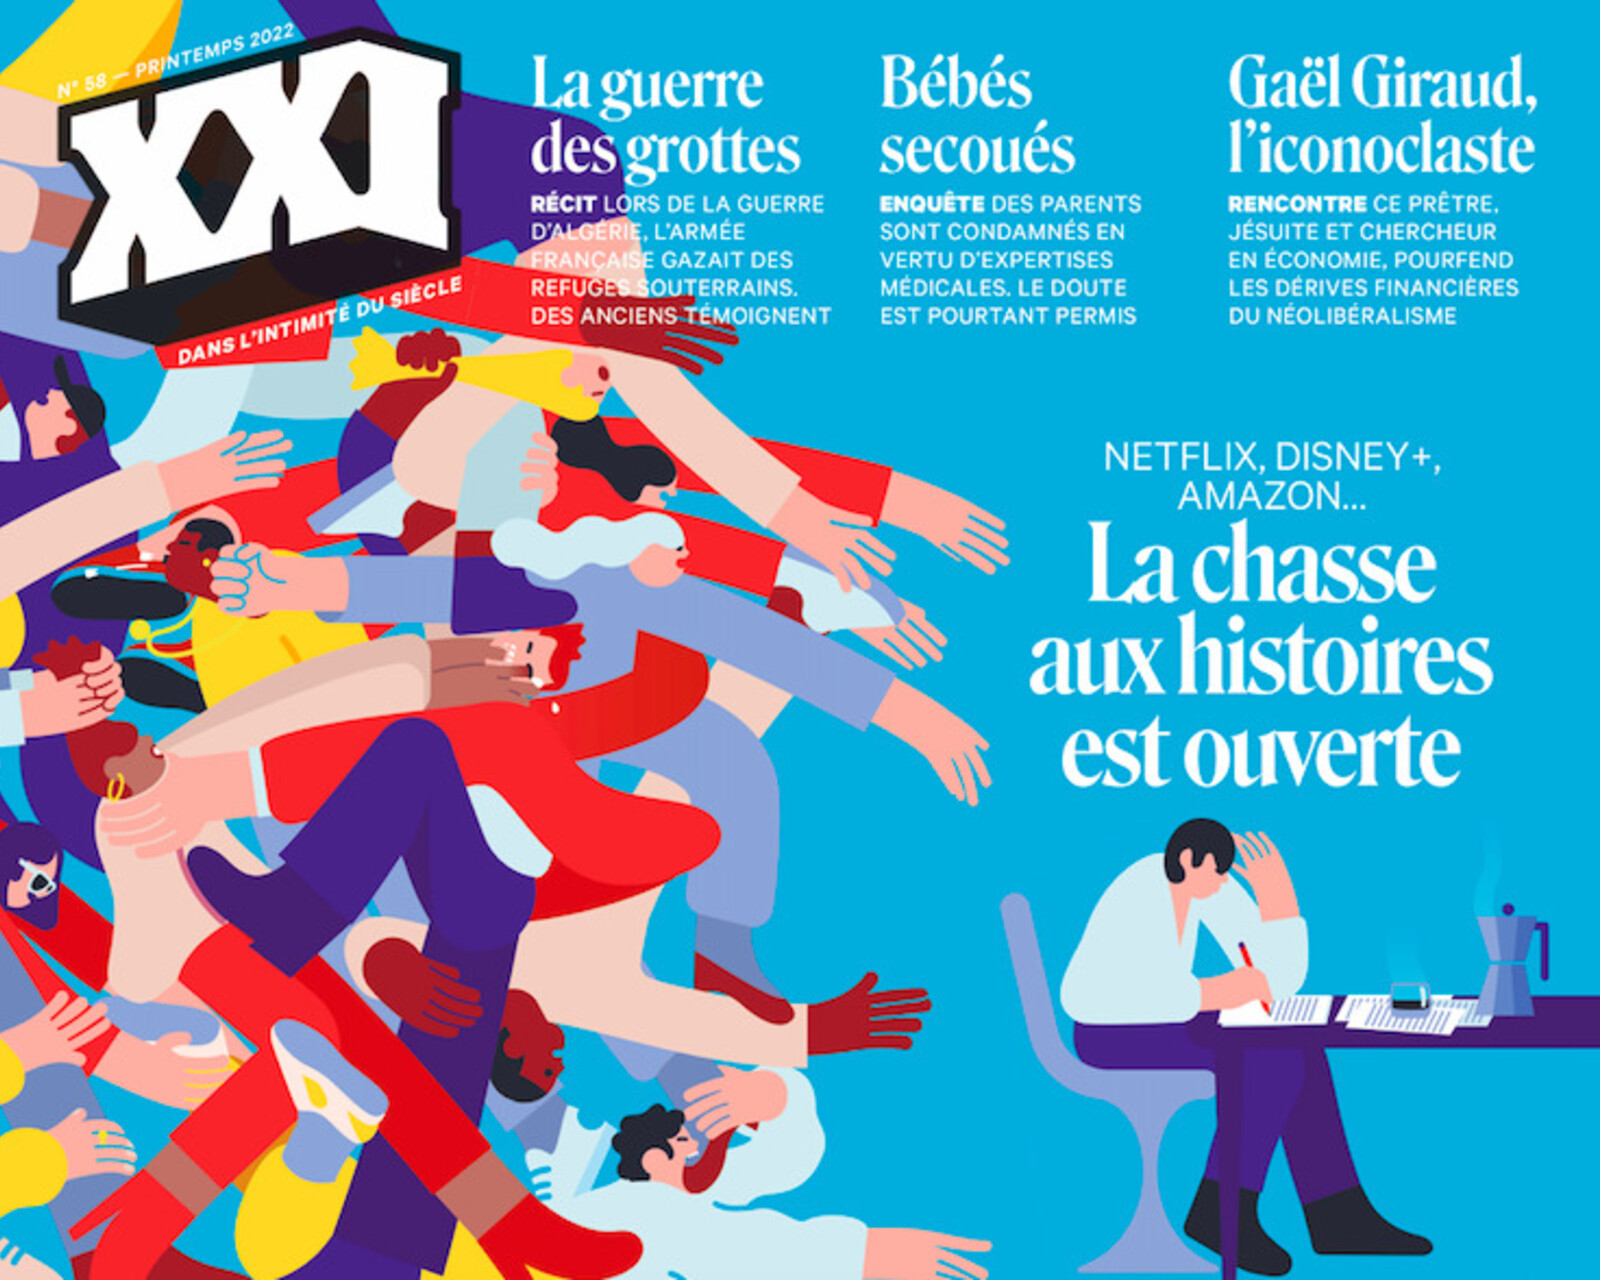 N° 58 — PRINTEMPS 2022
XXI
DANS L'INTIMITÉ DU SIÈCLE
La guerre
des grottes
RÉCIT LORS DE LA GUERRE
D'ALGÉRIE, L'ARMÉE
FRANÇAISE GAZAIT DES
REFUGES SOUTERRAINS.
DES ANCIENS TÉMOIGNENT
Bébés
secoués
ENQUÊTE DES PARENTS
SONT CONDAMNÉS EN
VERTU D'EXPERTISES
MÉDICALES. LE DOUTE
EST POURTANT PERMIS
Gaël Giraud,
l'iconoclaste
RENCONTRE CE PRÊTRE,
JÉSUITE ET CHERCHEUR
EN ÉCONOMIE, POURFEND
LES DÉRIVES FINANCIÈRES
DU NÉOLIBÉRALISME
NETFLIX, DISNEY+,
AMAZON...
La chasse
aux histoires
est ouverte